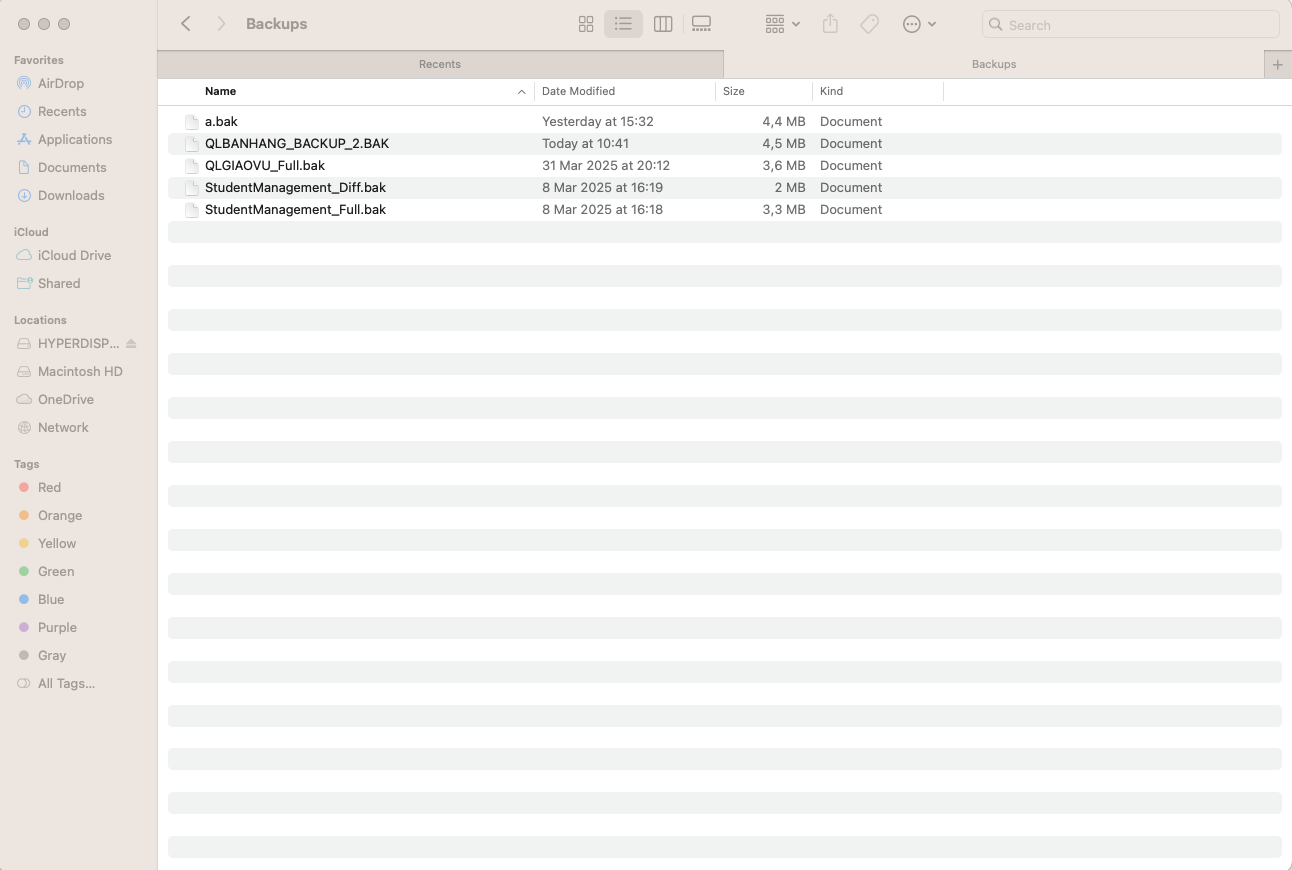 Backups
Search
Favorites
AirDrop
Recents
Applications
Documents
Downloads
iCloud
iCloud Drive
Shared
Locations
HYPERDISP...
Macintosh HD
OneDrive
Network
Tags
Red
Orange
Yellow
Green
Blue
Purple
Gray
All Tags...
Recents Backups
Name Date Modified Size Kind
a.bak Yesterday at 15:32 4,4 MB Document
QLBANHANG_BACKUP_2.BAK Today at 10:41 4,5 MB Document
QLGIAOVU_Full.bak 31 Mar 2025 at 20:12 3,6 MB Document
StudentManagement_Diff.bak 8 Mar 2025 at 16:19 2 MB Document
StudentManagement_Full.bak 8 Mar 2025 at 16:18 3,3 MB Document